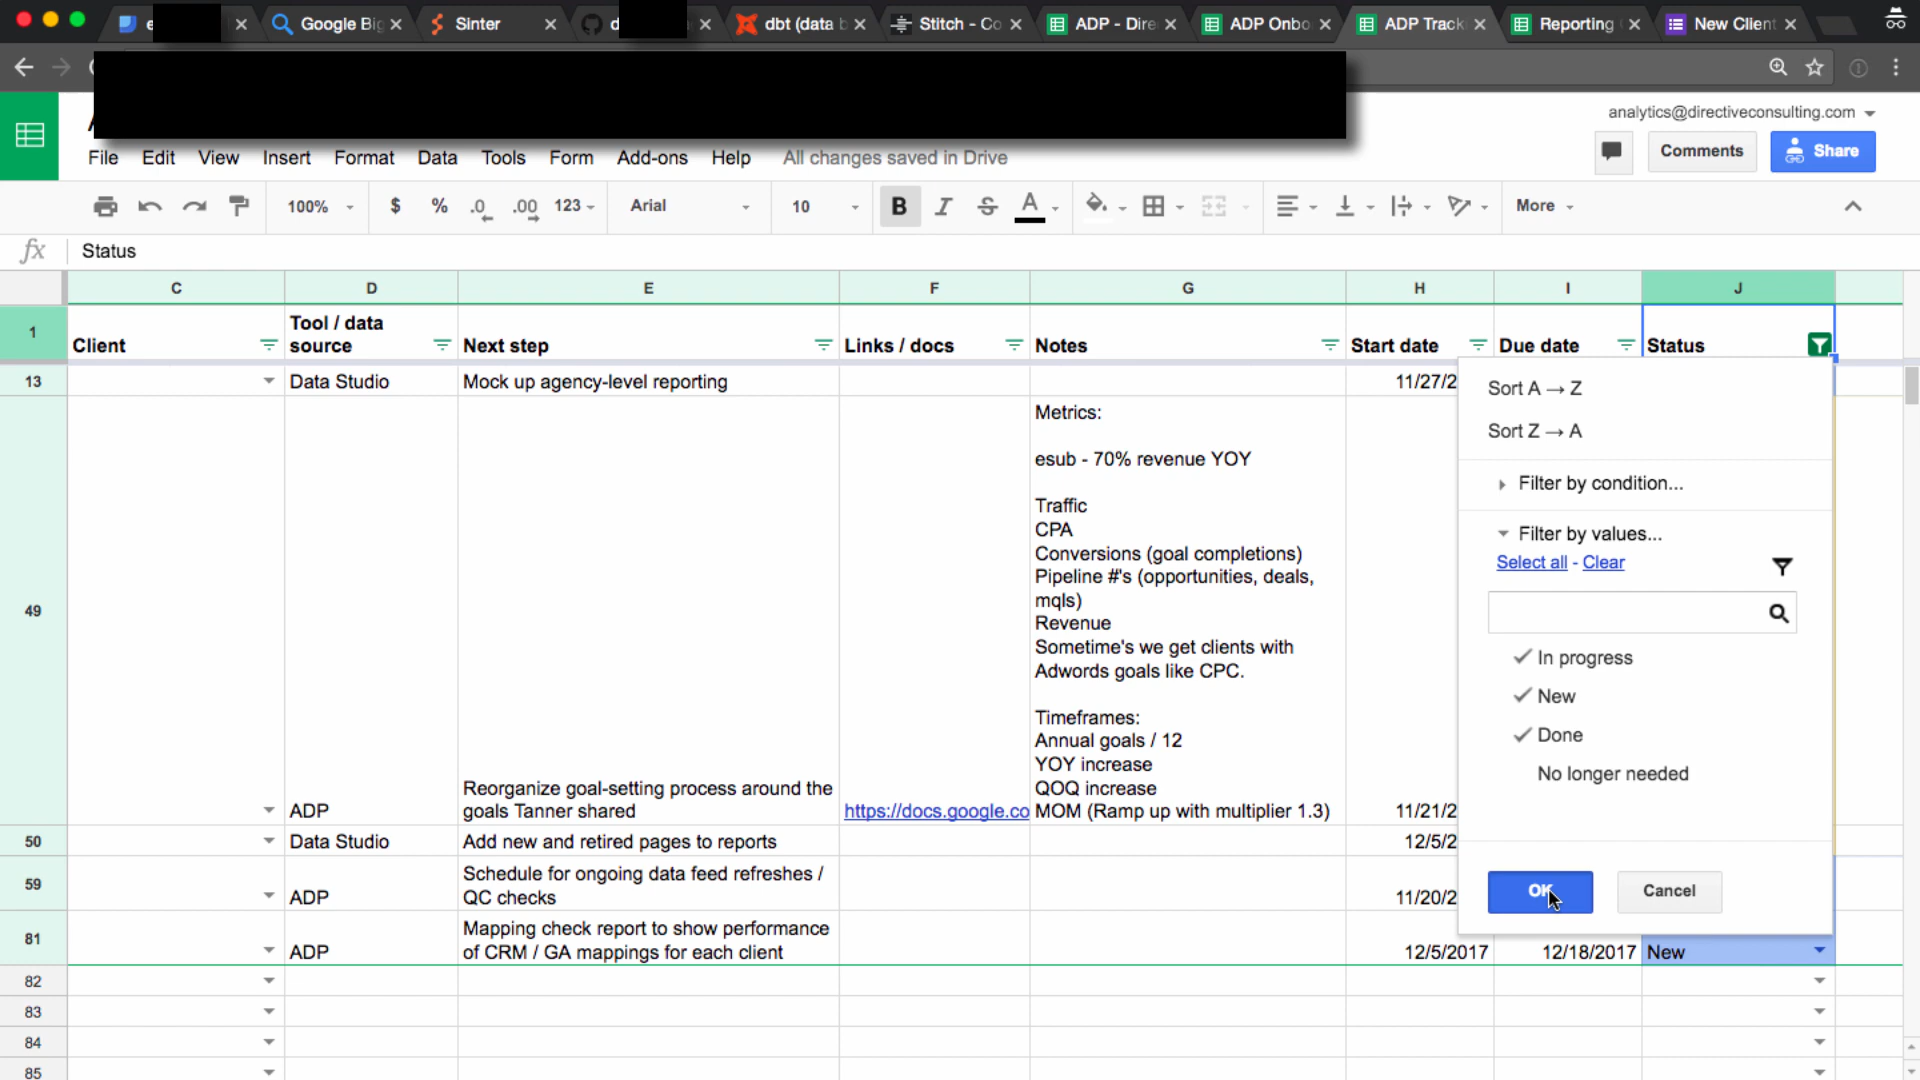 e
Google Big
Sinter
d
dbt (data b
Stitch - Co
ADP - Dire
ADP Onbo
ADP Track
Reporting
New Client
analytics@directiveconsulting.com
File Edit View Insert Format Data Tools Form Add-ons Help All changes saved in Drive
Comments
Share
100% $ % .0 .00 123 Arial 10 B I S A More
fx Status
C D E F G H I J
1 Client
Tool / data
source
Next step
Links / docs
Notes
Start date
Due date
Status
13 Data Studio Mock up agency-level reporting 11/27/2
49
ADP
Reorganize goal-setting process around the
goals Tanner shared
https://docs.google.co
Metrics:
esub - 70% revenue YOY
Traffic
CPA
Conversions (goal completions)
Pipeline #'s (opportunities, deals,
mqls)
Revenue
Sometime's we get clients with
Adwords goals like CPC.
Timeframes:
Annual goals / 12
YOY increase
QOQ increase
MOM (Ramp up with multiplier 1.3)
11/21/2
50 Data Studio Add new and retired pages to reports 12/5/2
59
ADP
Schedule for ongoing data feed refreshes /
QC checks
11/20/2
81
ADP
Mapping check report to show performance
of CRM / GA mappings for each client
12/5/2017 12/18/2017 New
82
83
84
85
Sort A → Z
Sort Z → A
Filter by condition...
Filter by values...
Select all - Clear
In progress
New
Done
No longer needed
OK
Cancel